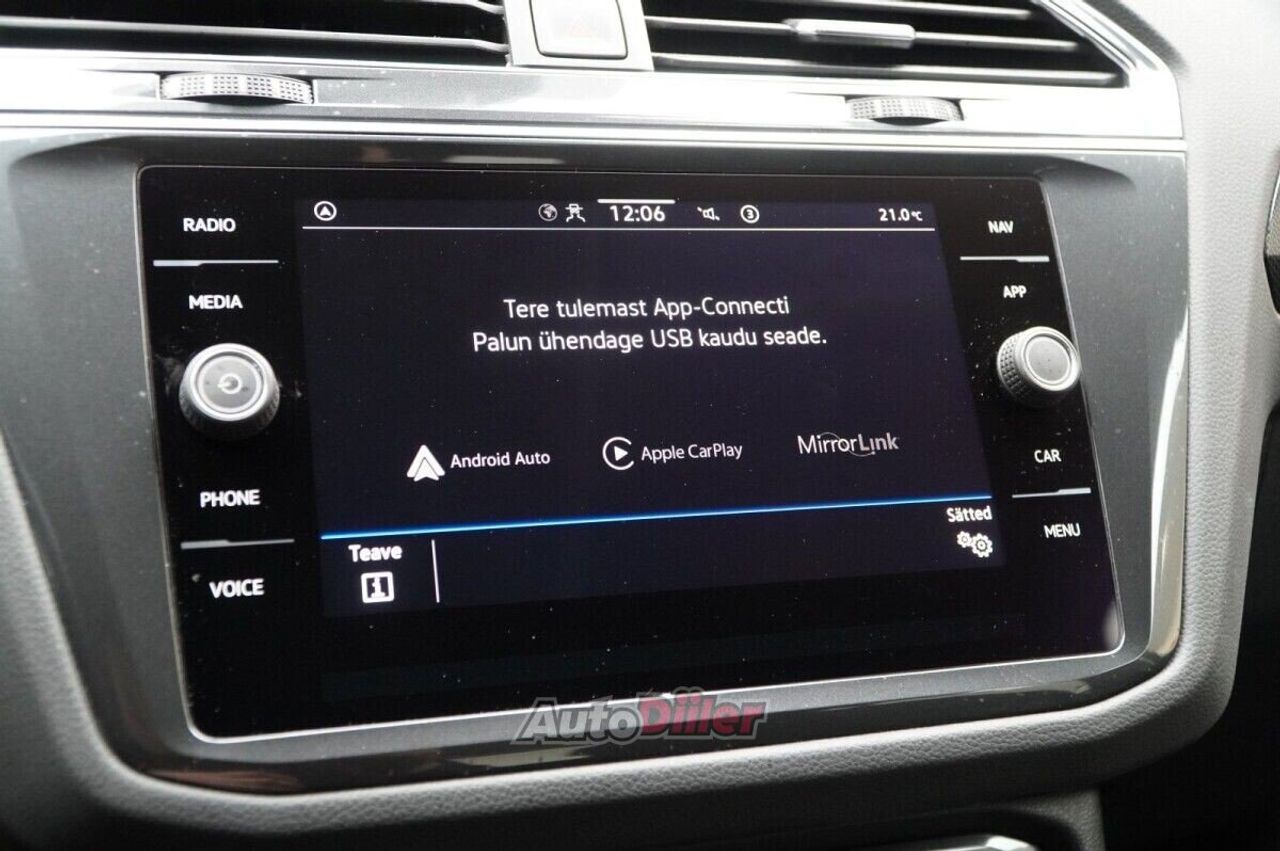 RADIO
MEDIA
PHONE
VOICE
12:06
3
21.0°C
Tere tulemast App-Connecti
Palun ühendage USB kaudu seade.
Android Auto
Apple CarPlay
MirrorLink
Teave
Sätted
NAV
APP
CAR
MENU
AutoDiiler